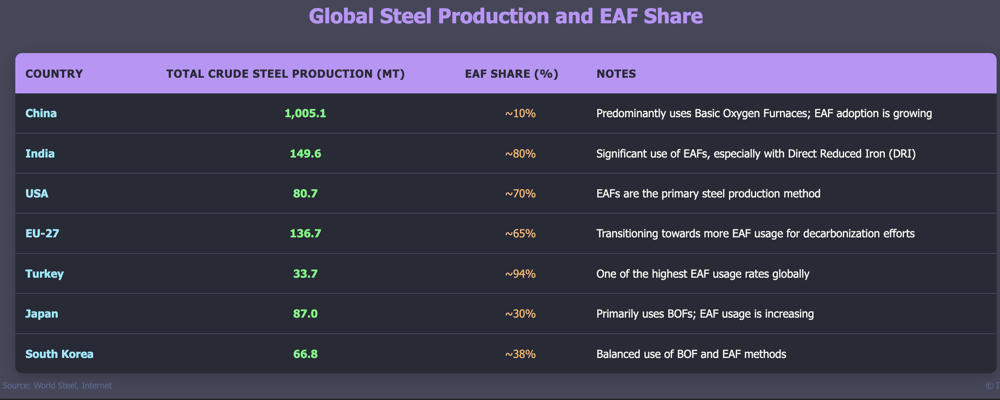 Global Steel Production and EAF Share
COUNTRY TOTAL CRUDE STEEL PRODUCTION (MT) EAF SHARE (%) NOTES
China 1,005.1 ~10% Predominantly uses Basic Oxygen Furnaces; EAF adoption is growing
India 149.6 ~80% Significant use of EAFs, especially with Direct Reduced Iron (DRI)
USA 80.7 ~70% EAFs are the primary steel production method
EU-27 136.7 ~65% Transitioning towards more EAF usage for decarbonization efforts
Turkey 33.7 ~94% One of the highest EAF usage rates globally
Japan 87.0 ~30% Primarily uses BOFs; EAF usage is increasing
South Korea 66.8 ~38% Balanced use of BOF and EAF methods
Source: World Steel, Internet ©